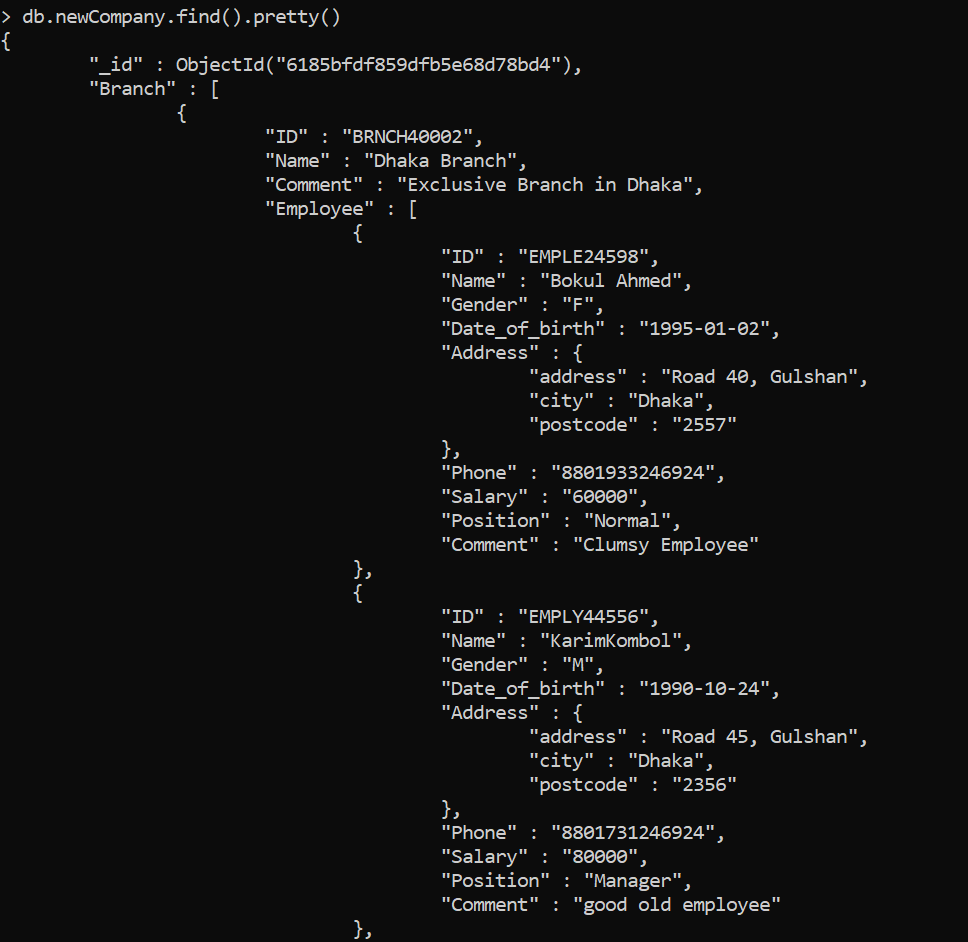 > db.newCompany.find().pretty()
{
"_id" : ObjectId("6185bfdf859dfb5e68d78bd4"),
"Branch" : [
{
"ID" : "BRNCH40002",
"Name" : "Dhaka Branch",
"Comment" : "Exclusive Branch in Dhaka",
"Employee" : [
{
"ID" : "EMPLE24598",
"Name" : "Bokul Ahmed",
"Gender" : "F",
"Date_of_birth" : "1995-01-02",
"Address" : {
"address" : "Road 40, Gulshan",
"city" : "Dhaka",
"postcode" : "2557"
},
"Phone" : "8801933246924",
"Salary" : "60000",
"Position" : "Normal",
"Comment" : "Clumsy Employee"
},
{
"ID" : "EMPLY44556",
"Name" : "KarimKombol",
"Gender" : "M",
"Date_of_birth" : "1990-10-24",
"Address" : {
"address" : "Road 45, Gulshan",
"city" : "Dhaka",
"postcode" : "2356"
},
"Phone" : "8801731246924",
"Salary" : "80000",
"Position" : "Manager",
"Comment" : "good old employee"
},